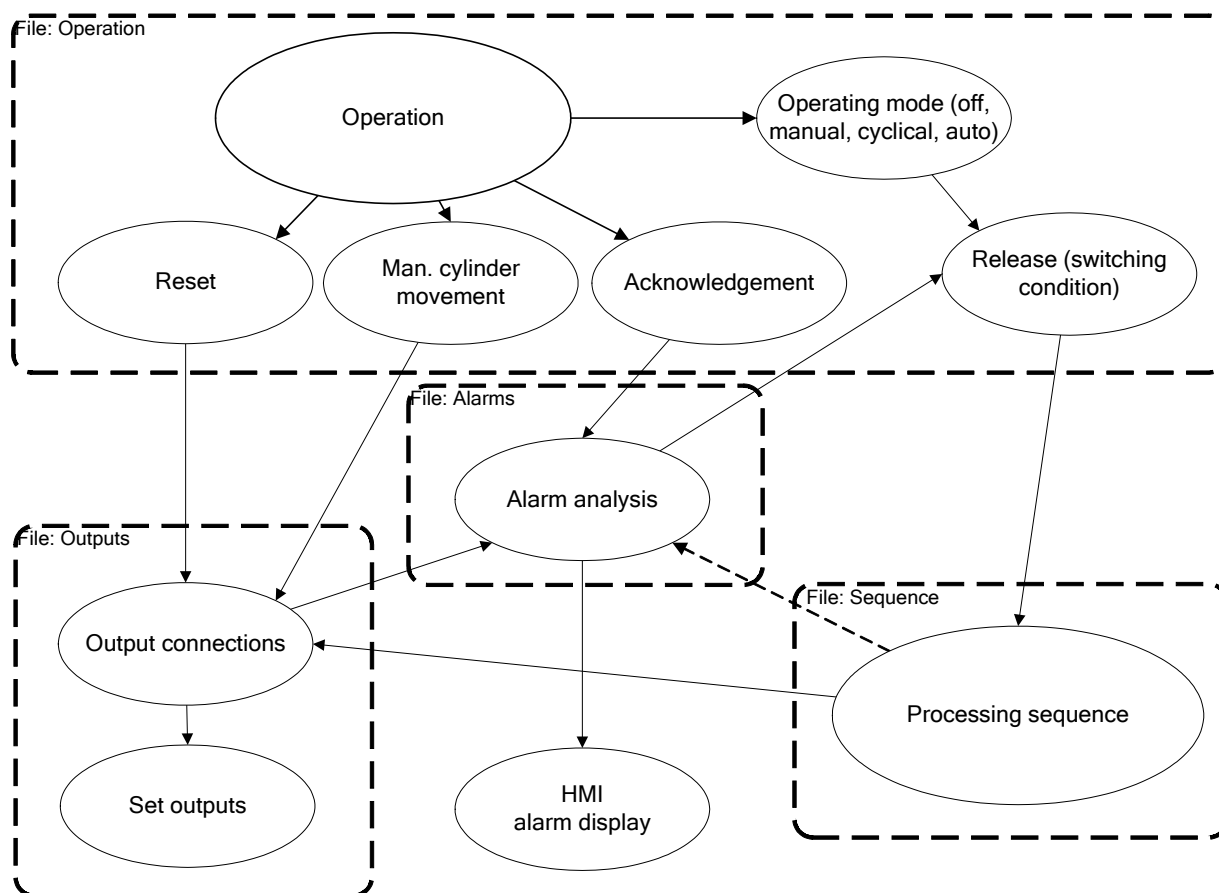 File: Operation
Operation
Operating mode (off,
manual, cyclical, auto)
Reset
Man. cylinder
movement
Acknowledgement
Release (switching
condition)
File: Alarms
Alarm analysis
File: Outputs
Output connections
Set outputs
HMI
alarm display
File: Sequence
Processing sequence